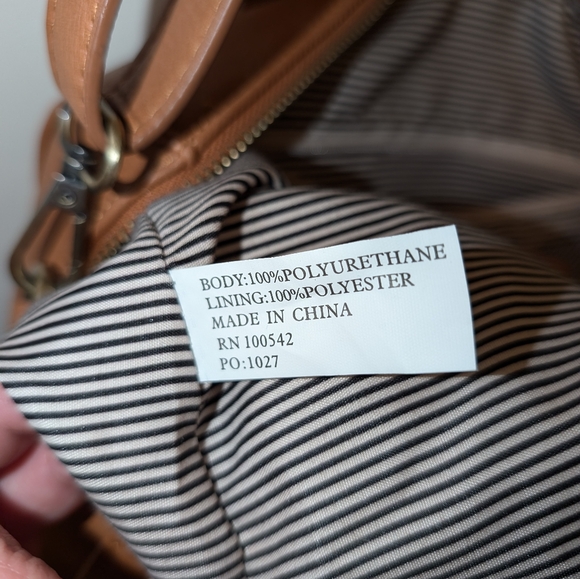 BODY:100%POLYURETHANE
LINING:100%POLYESTER
MADE IN CHINA
RN 100542
PO:1027